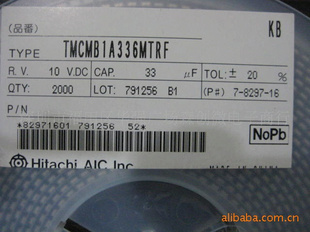 (品番) KB
TYPE TMCMB1A336MTRF
R. V. 10 V.DC CAP. 33 μF TOL: ± 20 %
QTY: 2000 LOT: 791256 B1 (P#) 7-8297-16
P/N
*82971601 791256 52*
NoPb
Hitachi AIC Inc.
alibaba.com.cn